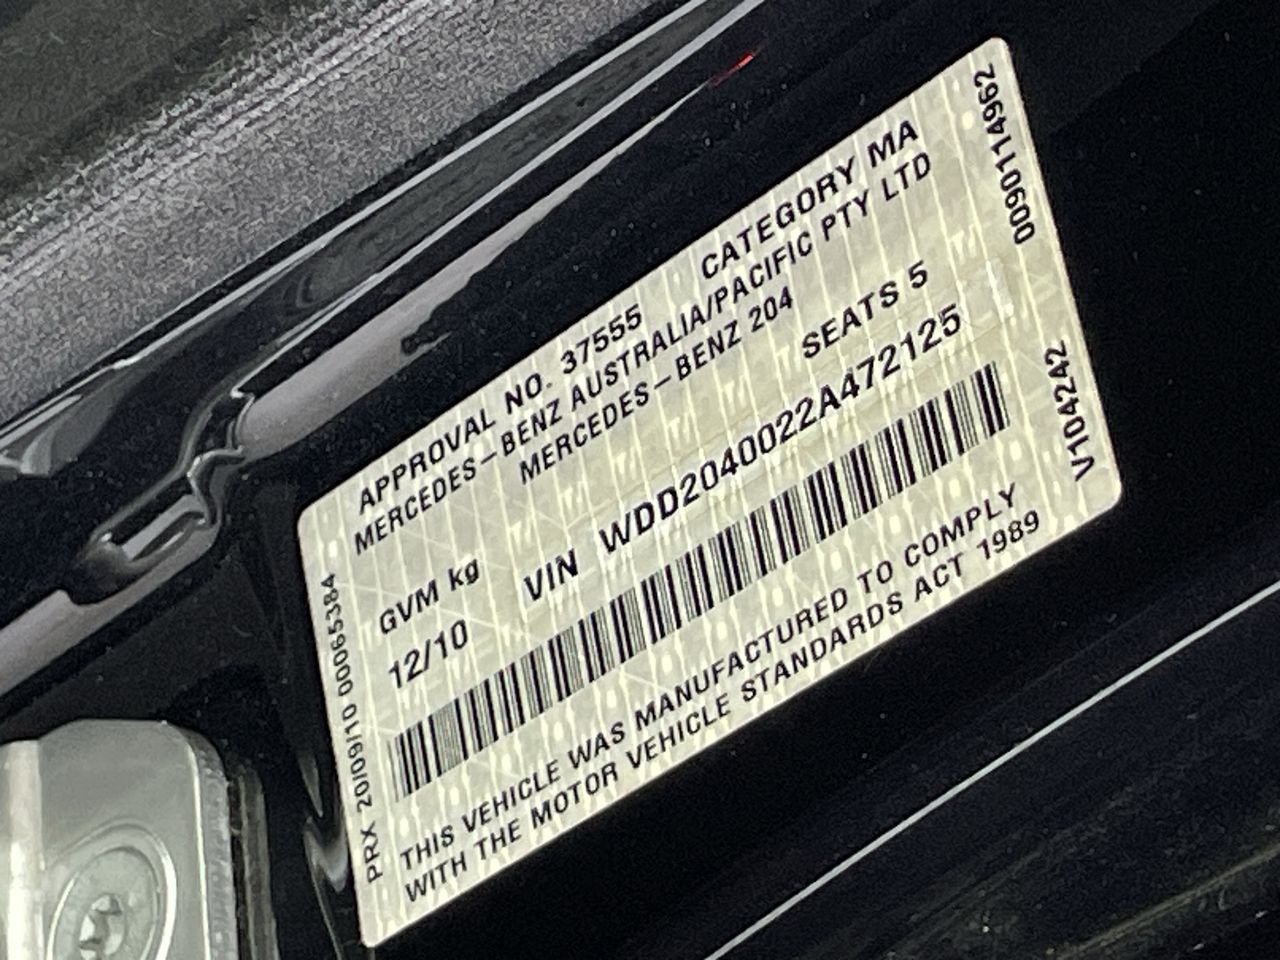 APPROVAL NO. 37555 CATEGORY MA
MERCEDES-BENZ AUSTRALIA/PACIFIC PTY LTD
MERCEDES-BENZ 204
GVM kg SEATS 5
12/10 VIN WDD2040022A472125
THIS VEHICLE WAS MANUFACTURED TO COMPLY
WITH THE MOTOR VEHICLE STANDARDS ACT 1989
PRX 20/09/10 00065384
V104242 00901114962